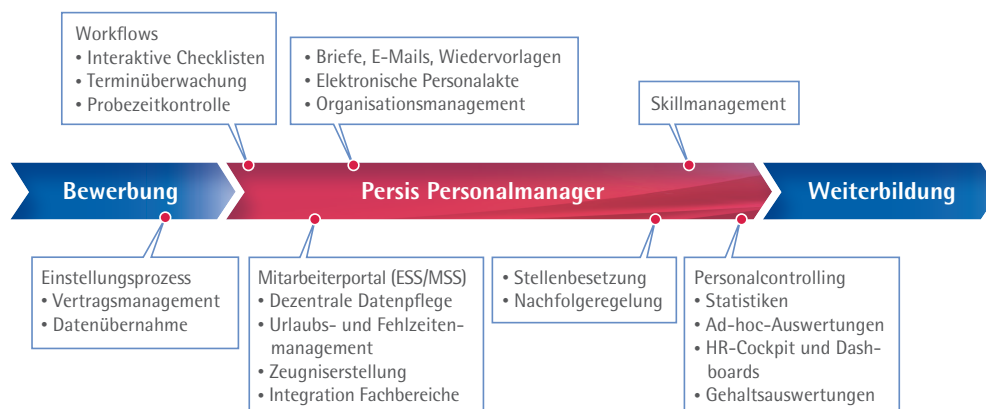 Workflows
• Interaktive Checklisten
• Terminüberwachung
• Probezeitkontrolle
• Briefe, E-Mails, Wiedervorlagen
• Elektronische Personalakte
• Organisationsmanagement
Skillmanagement
Bewerbung
Persis Personalmanager
Weiterbildung
Einstellungsprozess
• Vertragsmanagement
• Datenübernahme
Mitarbeiterportal (ESS/MSS)
• Dezentrale Datenpflege
• Urlaubs- und Fehlzeiten-
management
• Zeugniserstellung
• Integration Fachbereiche
• Stellenbesetzung
• Nachfolgeregelung
Personalcontrolling
• Statistiken
• Ad-hoc-Auswertungen
• HR-Cockpit und Dash-
boards
• Gehaltsauswertungen